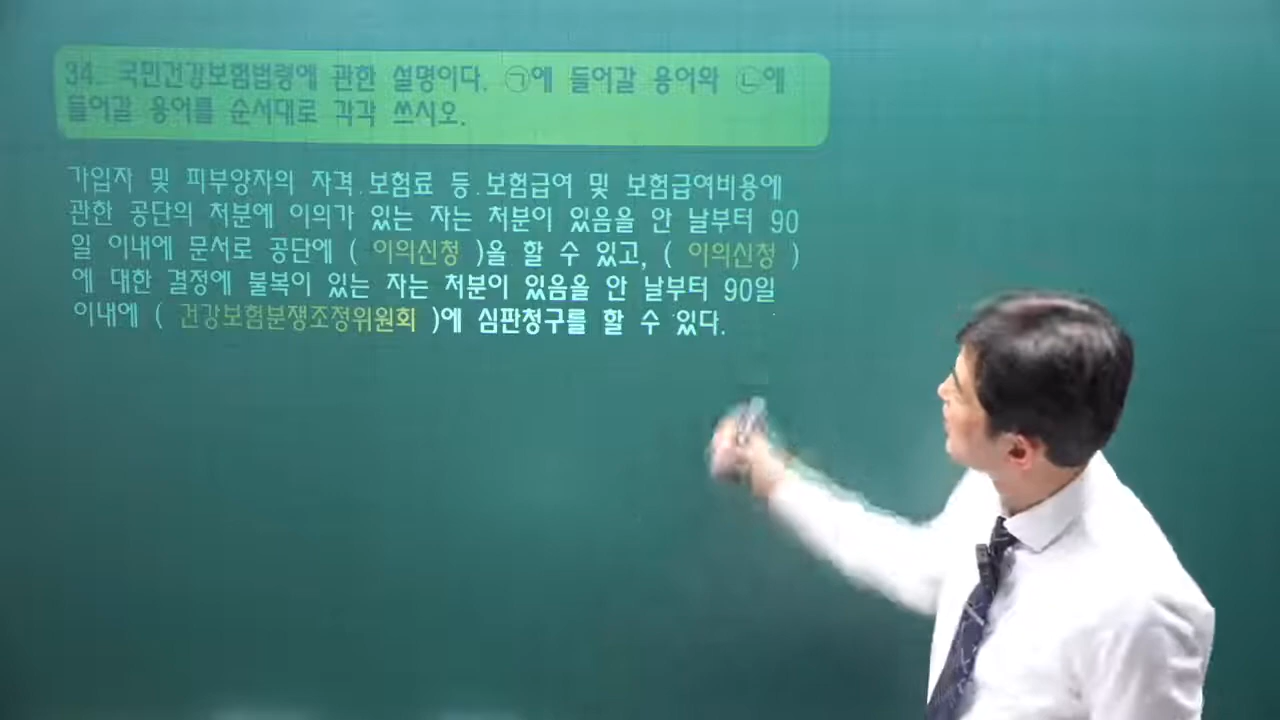 34. 국민건강보험법령에 관한 설명이다. ㉠에 들어갈 용어와 ㉡에
들어갈 용어를 순서대로 각각 쓰시오.
가입자 및 피부양자의 자격.보험료 등.보험급여 및 보험급여비용에
관한 공단의 처분에 이의가 있는 자는 처분이 있음을 안 날부터 90
일 이내에 문서로 공단에 ( 이의신청 )을 할 수 있고, ( 이의신청 )
에 대한 결정에 불복이 있는 자는 처분이 있음을 안 날부터 90일
이내에 ( 건강보험분쟁조정위원회 )에 심판청구를 할 수 있다.